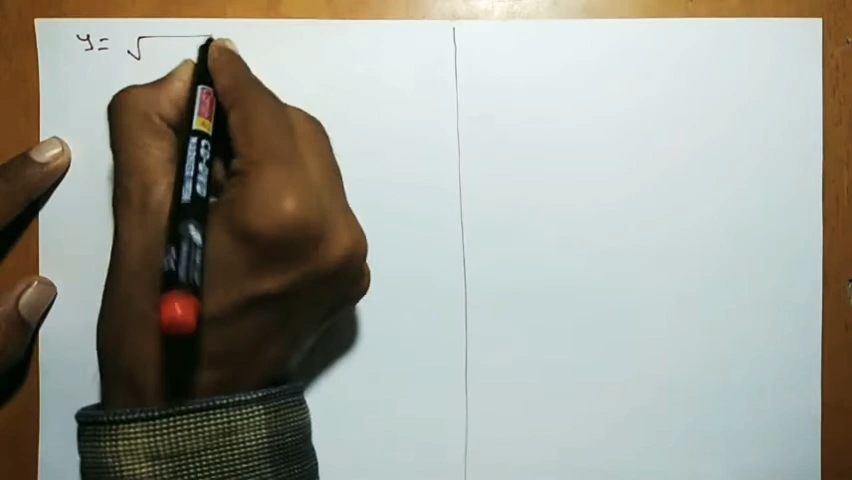 y = √